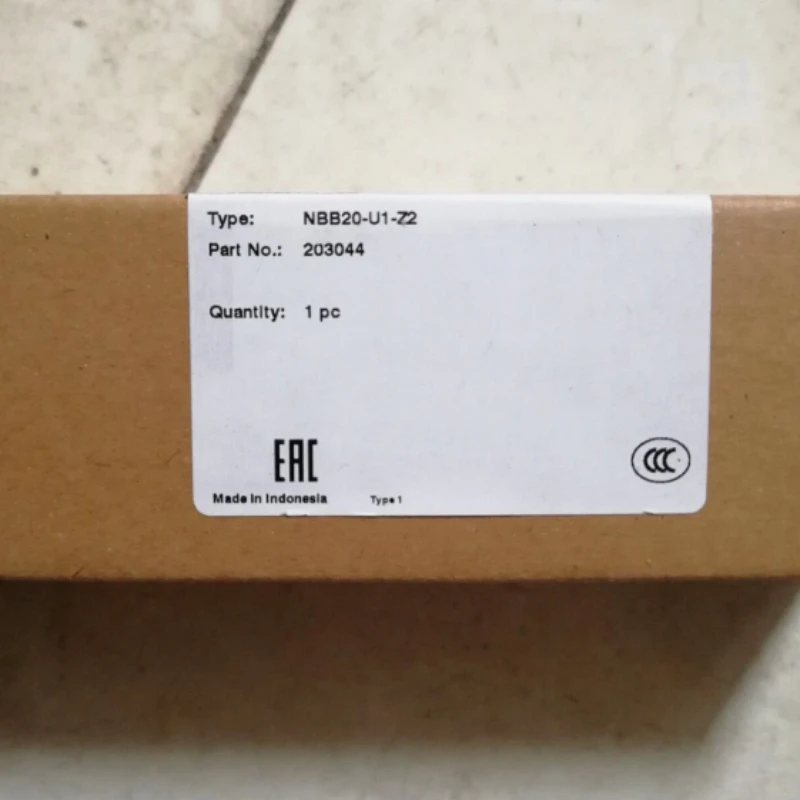 Type: NBB20-U1-Z2
Part No.: 203044
Quantity: 1 pc
EAC
CCC
Made in Indonesia Type 1